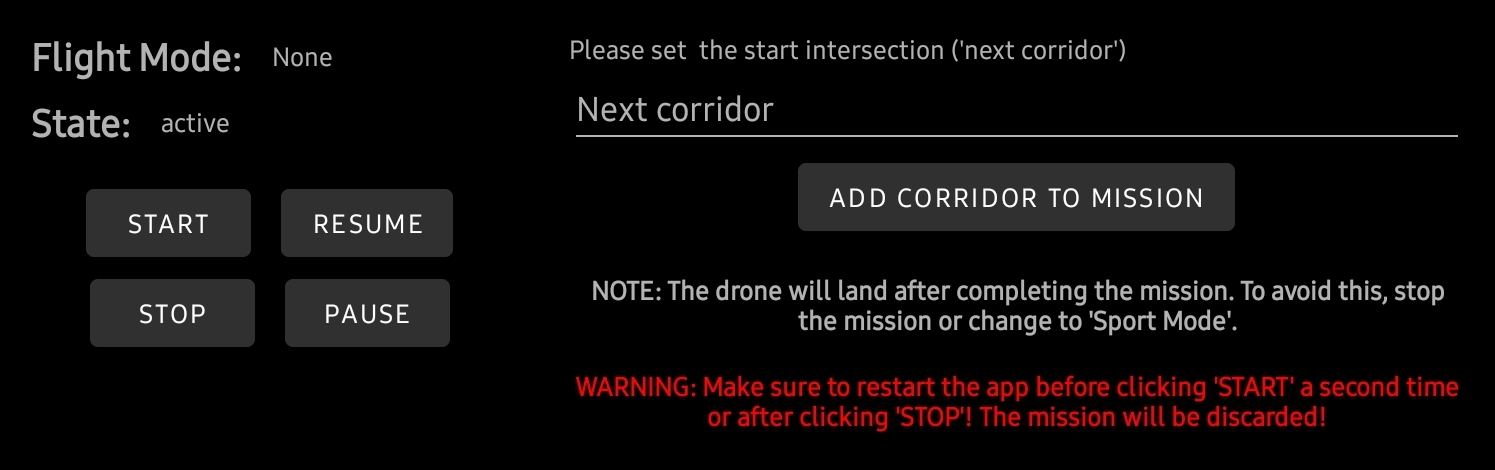 Flight Mode: None
State: active
START RESUME
STOP PAUSE
Please set  the start intersection ('next corridor')
Next corridor
ADD CORRIDOR TO MISSION
NOTE: The drone will land after completing the mission. To avoid this, stop
the mission or change to 'Sport Mode'.
WARNING: Make sure to restart the app before clicking 'START' a second time
or after clicking 'STOP'! The mission will be discarded!